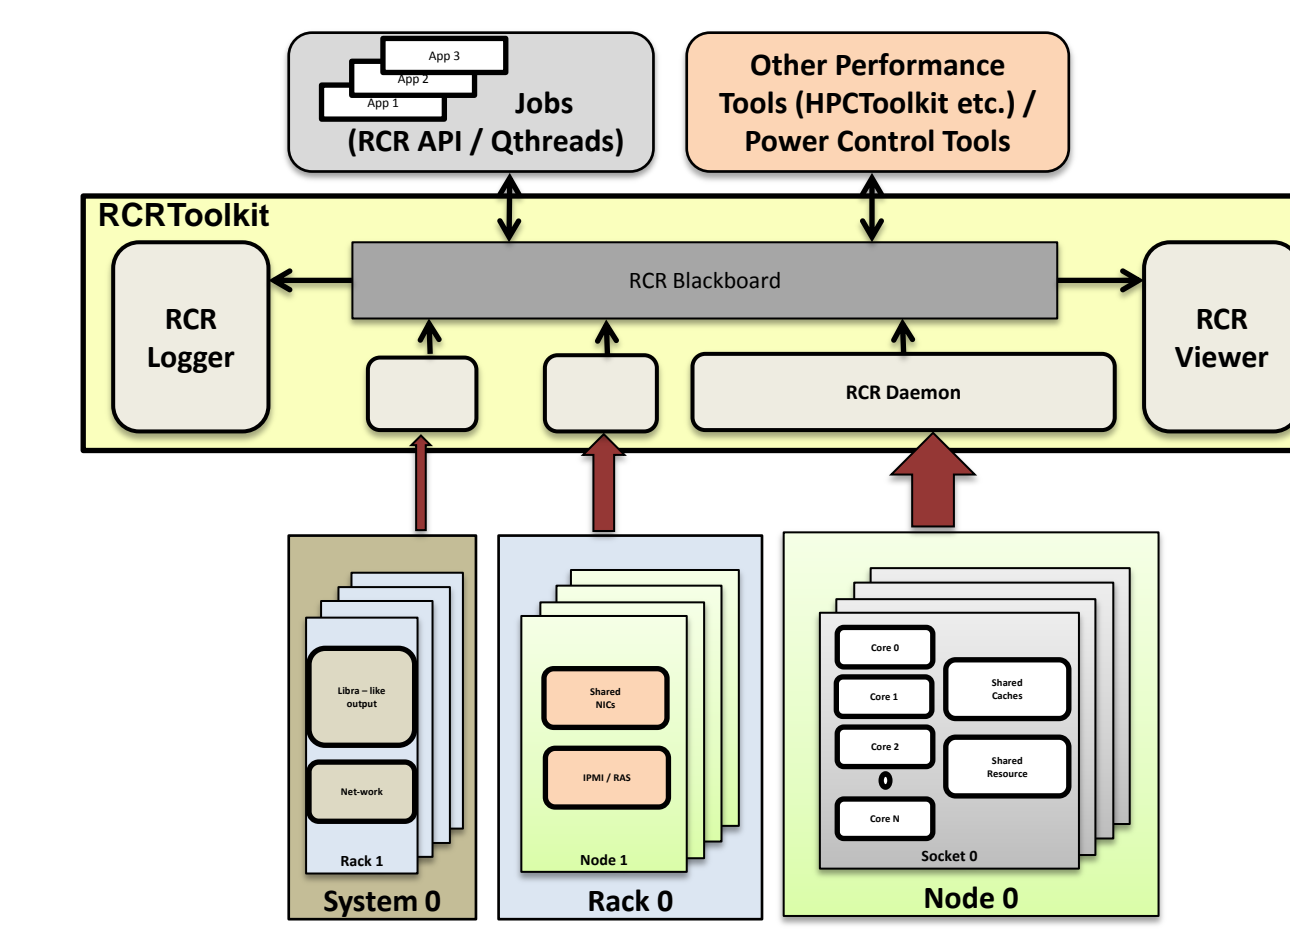 App 3
App 2
App 1
Jobs
(RCR API / Qthreads)
Other Performance
Tools (HPCToolkit etc.) /
Power Control Tools
RCRToolkit
RCR
Logger
RCR Blackboard
RCR
Viewer
RCR Daemon
Libra – like
output
Net-work
Rack 1
System 0
Shared
NICs
IPMI / RAS
Node 1
Rack 0
Core 0
Core 1
Core 2
Core N
Shared
Caches
Shared
Resource
Socket 0
Node 0